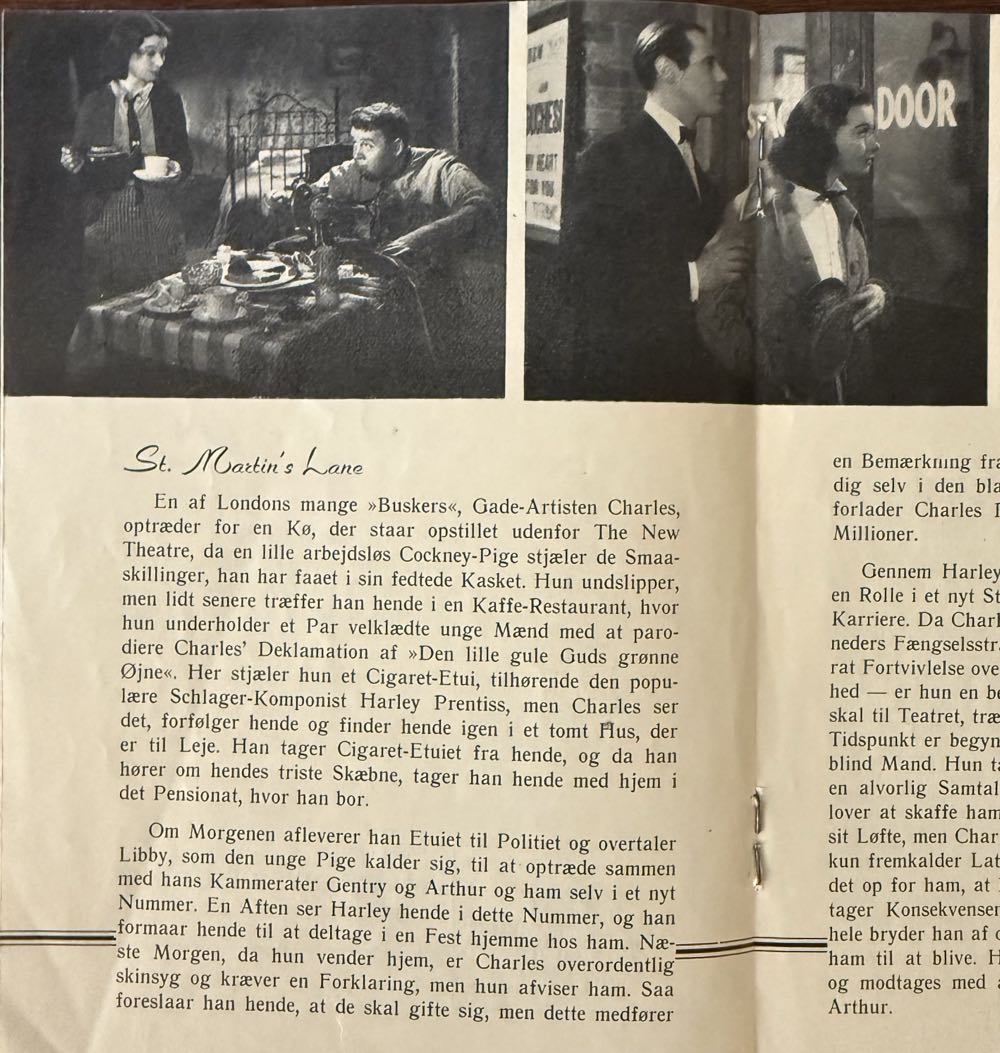 DUCHESS
MY HEART
FOR YOU
DOOR
St. Martin's Lane
En af Londons mange »Buskers«, Gade-Artisten Charles,
optræder for en Kø, der staar opstillet udenfor The New
Theatre, da en lille arbejdsløs Cockney-Pige stjæler de Smaa-
skillinger, han har faaet i sin fedtede Kasket. Hun undslipper,
men lidt senere træffer han hende i en Kaffe-Restaurant, hvor
hun underholder et Par velklædte unge Mænd med at paro-
diere Charles' Deklamation af »Den lille gule Guds grønne
Øjne«. Her stjæler hun et Cigaret-Etui, tilhørende den popu-
lære Schlager-Komponist Harley Prentiss, men Charles ser
det, forfølger hende og finder hende igen i et tomt Hus, der
er til Leje. Han tager Cigaret-Etuiet fra hende, og da han
hører om hendes triste Skæbne, tager han hende med hjem i
det Pensionat, hvor han bor.
Om Morgenen afleverer han Etuiet til Politiet og overtaler
Libby, som den unge Pige kalder sig, til at optræde sammen
med hans Kammerater Gentry og Arthur og ham selv i et nyt
Nummer. En Aften ser Harley hende i dette Nummer, og han
formaar hende til at deltage i en Fest hjemme hos ham. Næ-
ste Morgen, da hun vender hjem, er Charles overordentlig
skinsyg og kræver en Forklaring, men hun afviser ham. Saa
foreslaar han hende, at de skal gifte sig, men dette medfører
en Bemærkning fra
dig selv i den bla
forlader Charles
Millioner.
Gennem Harley
en Rolle i et nyt St
Karriere. Da Charl
neders Fængselsstr
rat Fortvivlelse ove
hed — er hun en be
skal til Teatret, træ
Tidspunkt er begyn
blind Mand. Hun ta
en alvorlig Samtal
lover at skaffe ham
sit Løfte, men Char
kun fremkalder Lat
det op for ham, at
tager Konsekvensen
hele bryder han af
ham til at blive. H
og modtages med
Arthur.